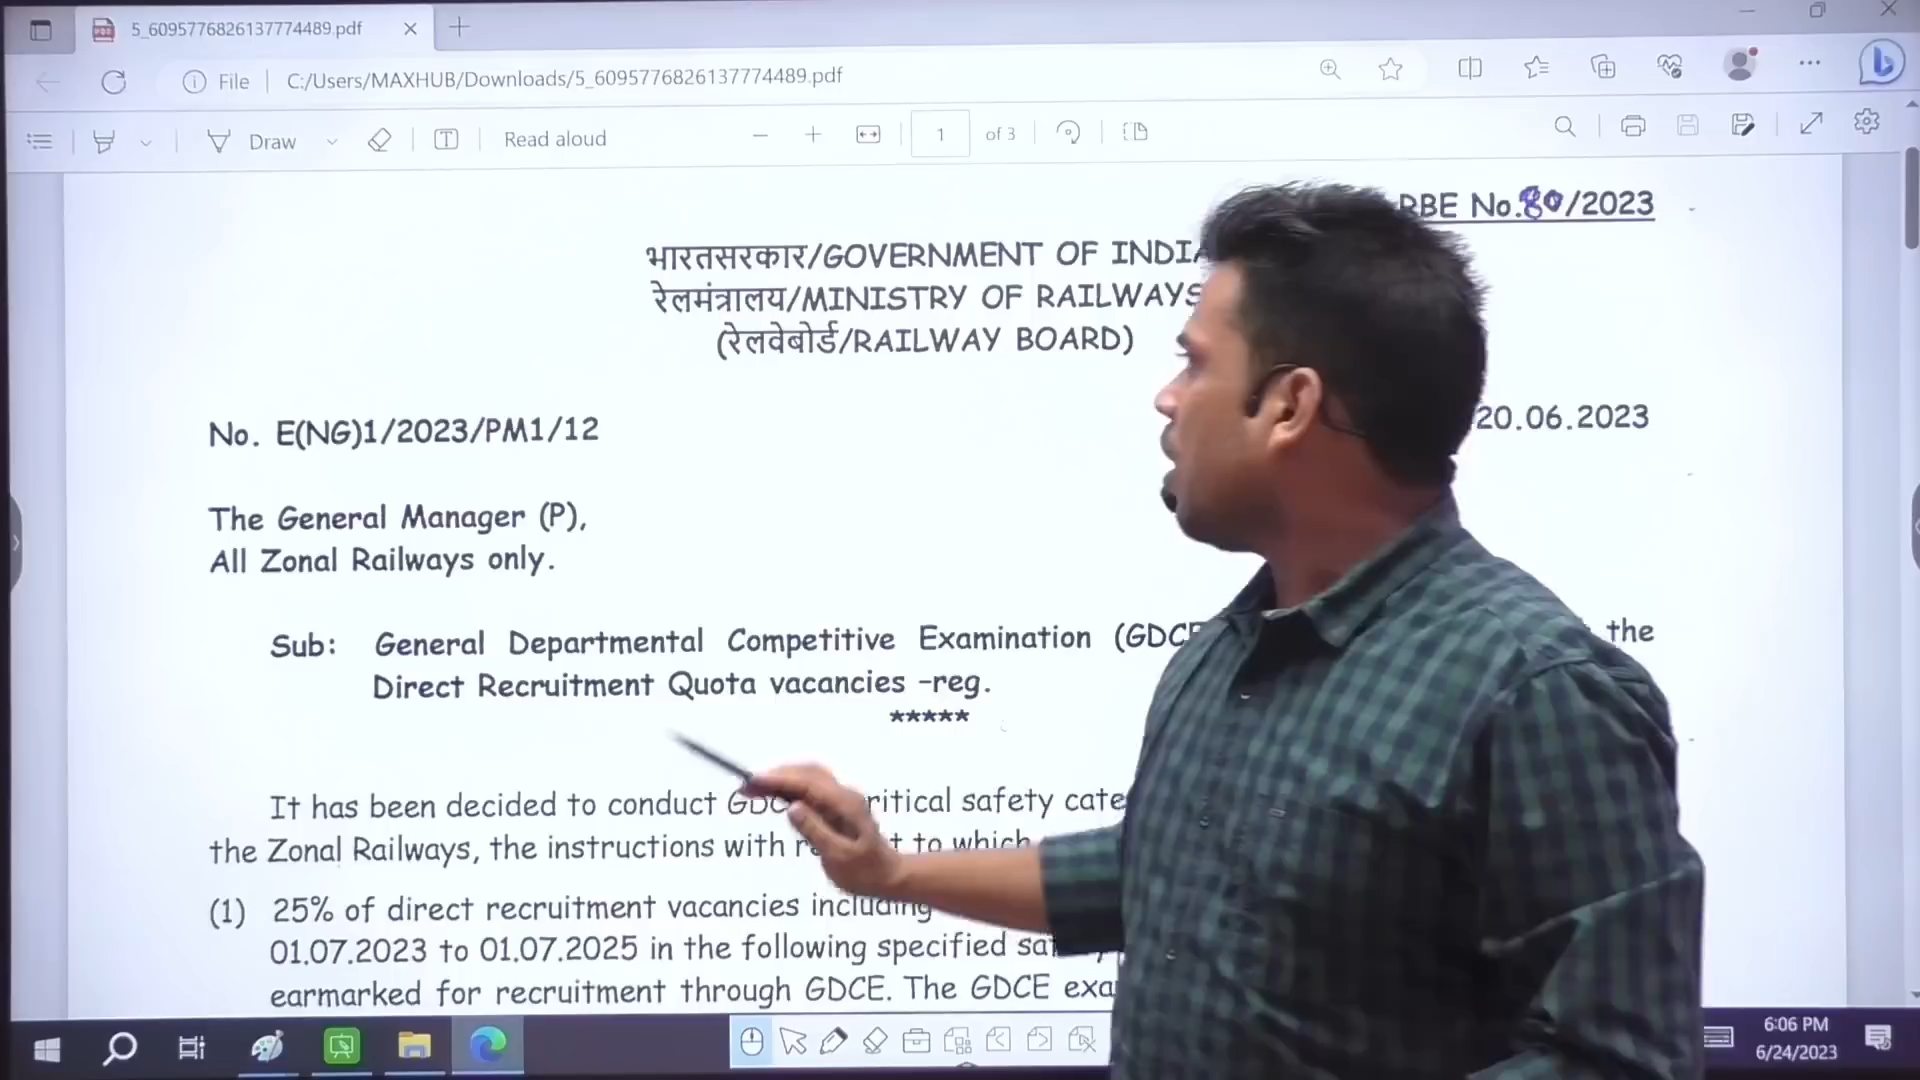 5_6095776826137774489.pdf
File C:/Users/MAXHUB/Downloads/5_6095776826137774489.pdf
Draw Read aloud 1 of 3
RBE No.80/2023
भारतसरकार/GOVERNMENT OF INDIA
रेलमंत्रालय/MINISTRY OF RAILWAYS
(रेलवेबोर्ड/RAILWAY BOARD)
No. E(NG)1/2023/PM1/12 20.06.2023
The General Manager (P),
All Zonal Railways only.
Sub: General Departmental Competitive Examination (GDCE the
Direct Recruitment Quota vacancies -reg.
*****
It has been decided to conduct critical safety
the Zonal Railways, the instructions with to which
(1) 25% of direct recruitment vacancies including
01.07.2023 to 01.07.2025 in the following specified
earmarked for recruitment through GDCE. The GDCE
6:06 PM
6/24/2023